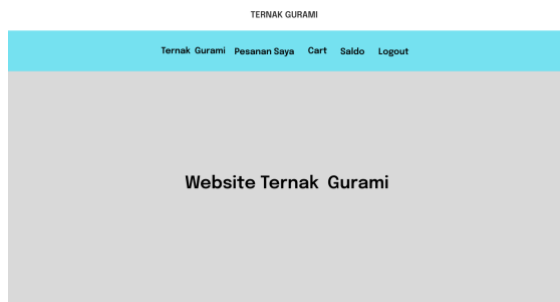 TERNAK GURAMI
Ternak Gurami Pesanan Saya Cart Saldo Logout
Website Ternak Gurami